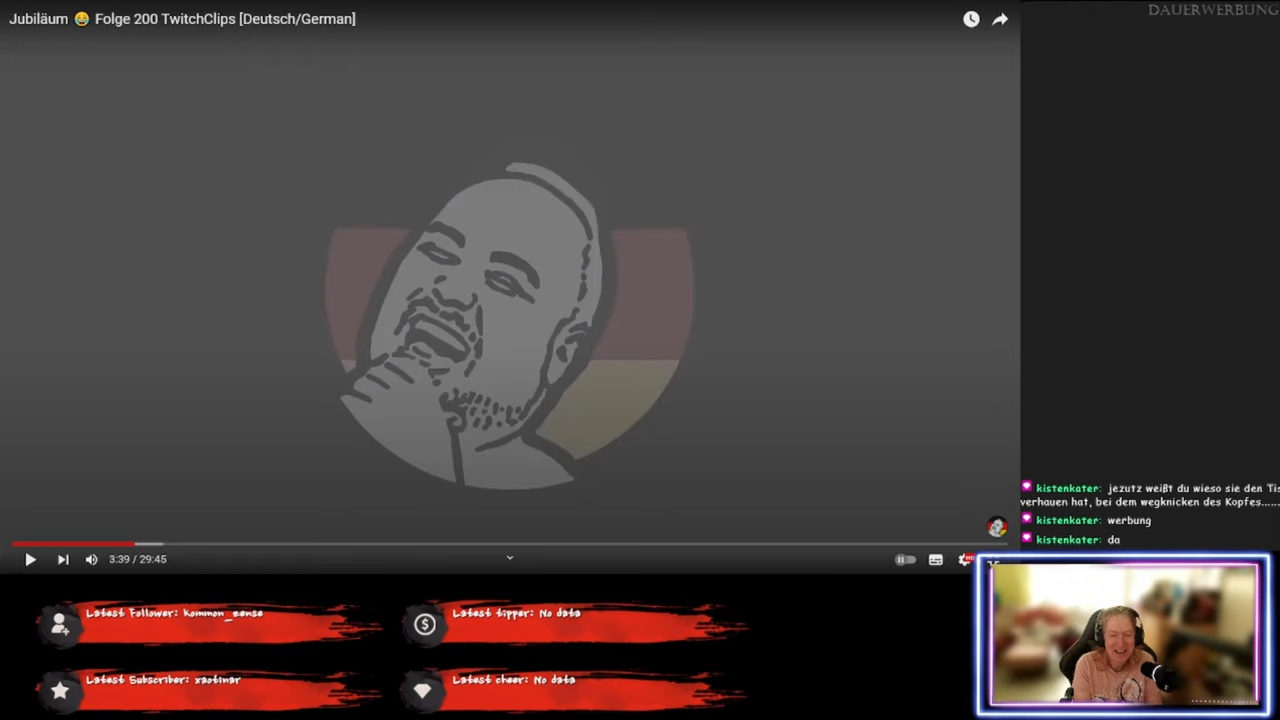 Jubiläum 😂 Folge 200 TwitchClips [Deutsch/German]
DAUERWERBUNG
kistenkater: jezutz weißt du wieso sie den Tis
verhauen hat, bei dem wegknicken des Kopfes......
kistenkater: werbung
kistenkater: da
3:39 / 29:45
HD
Latest Follower: Kommon_zense
Latest tipper: No data
Latest Subscriber: xaotinar
Latest cheer: No data